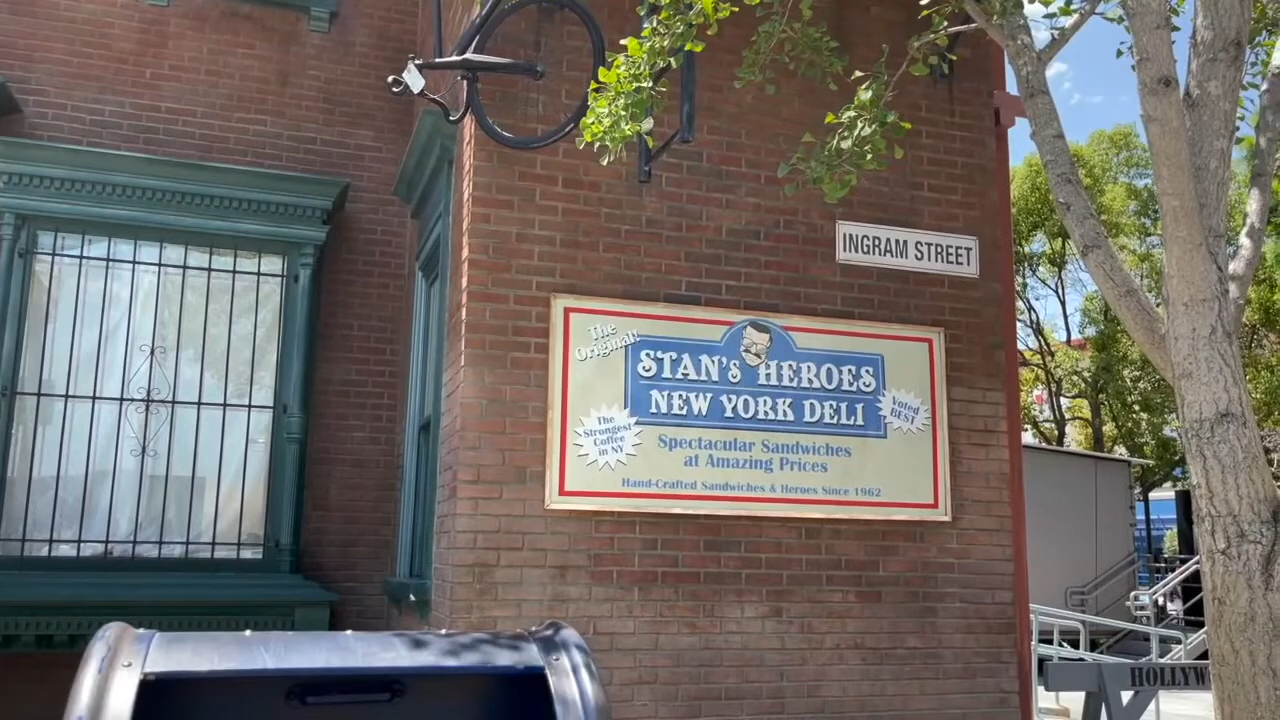 INGRAM STREET
The
Original!
STAN'S HEROES
NEW YORK DELI
Voted
BEST
The
Strongest
Coffee
in NY
Spectacular Sandwiches
at Amazing Prices
Hand-Crafted Sandwiches & Heroes Since 1962
HOLLYW